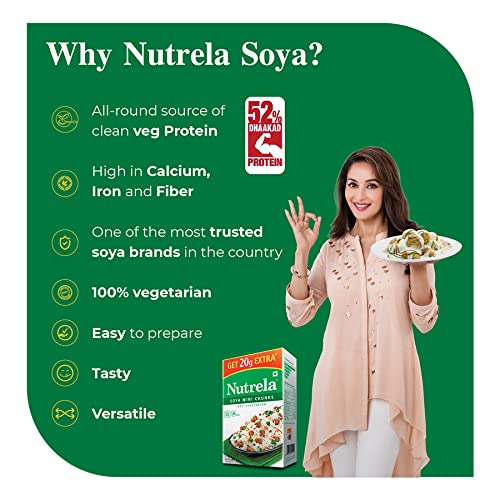 Why Nutrela Soya?
All-round source of
clean veg Protein
52%
DHAAKAD
PROTEIN
High in Calcium,
Iron and Fiber
One of the most trusted
soya brands in the country
100% vegetarian
Easy to prepare
Tasty
Versatile
GET 20g EXTRA*
Nutrela
SOYA MINI CHUNKS